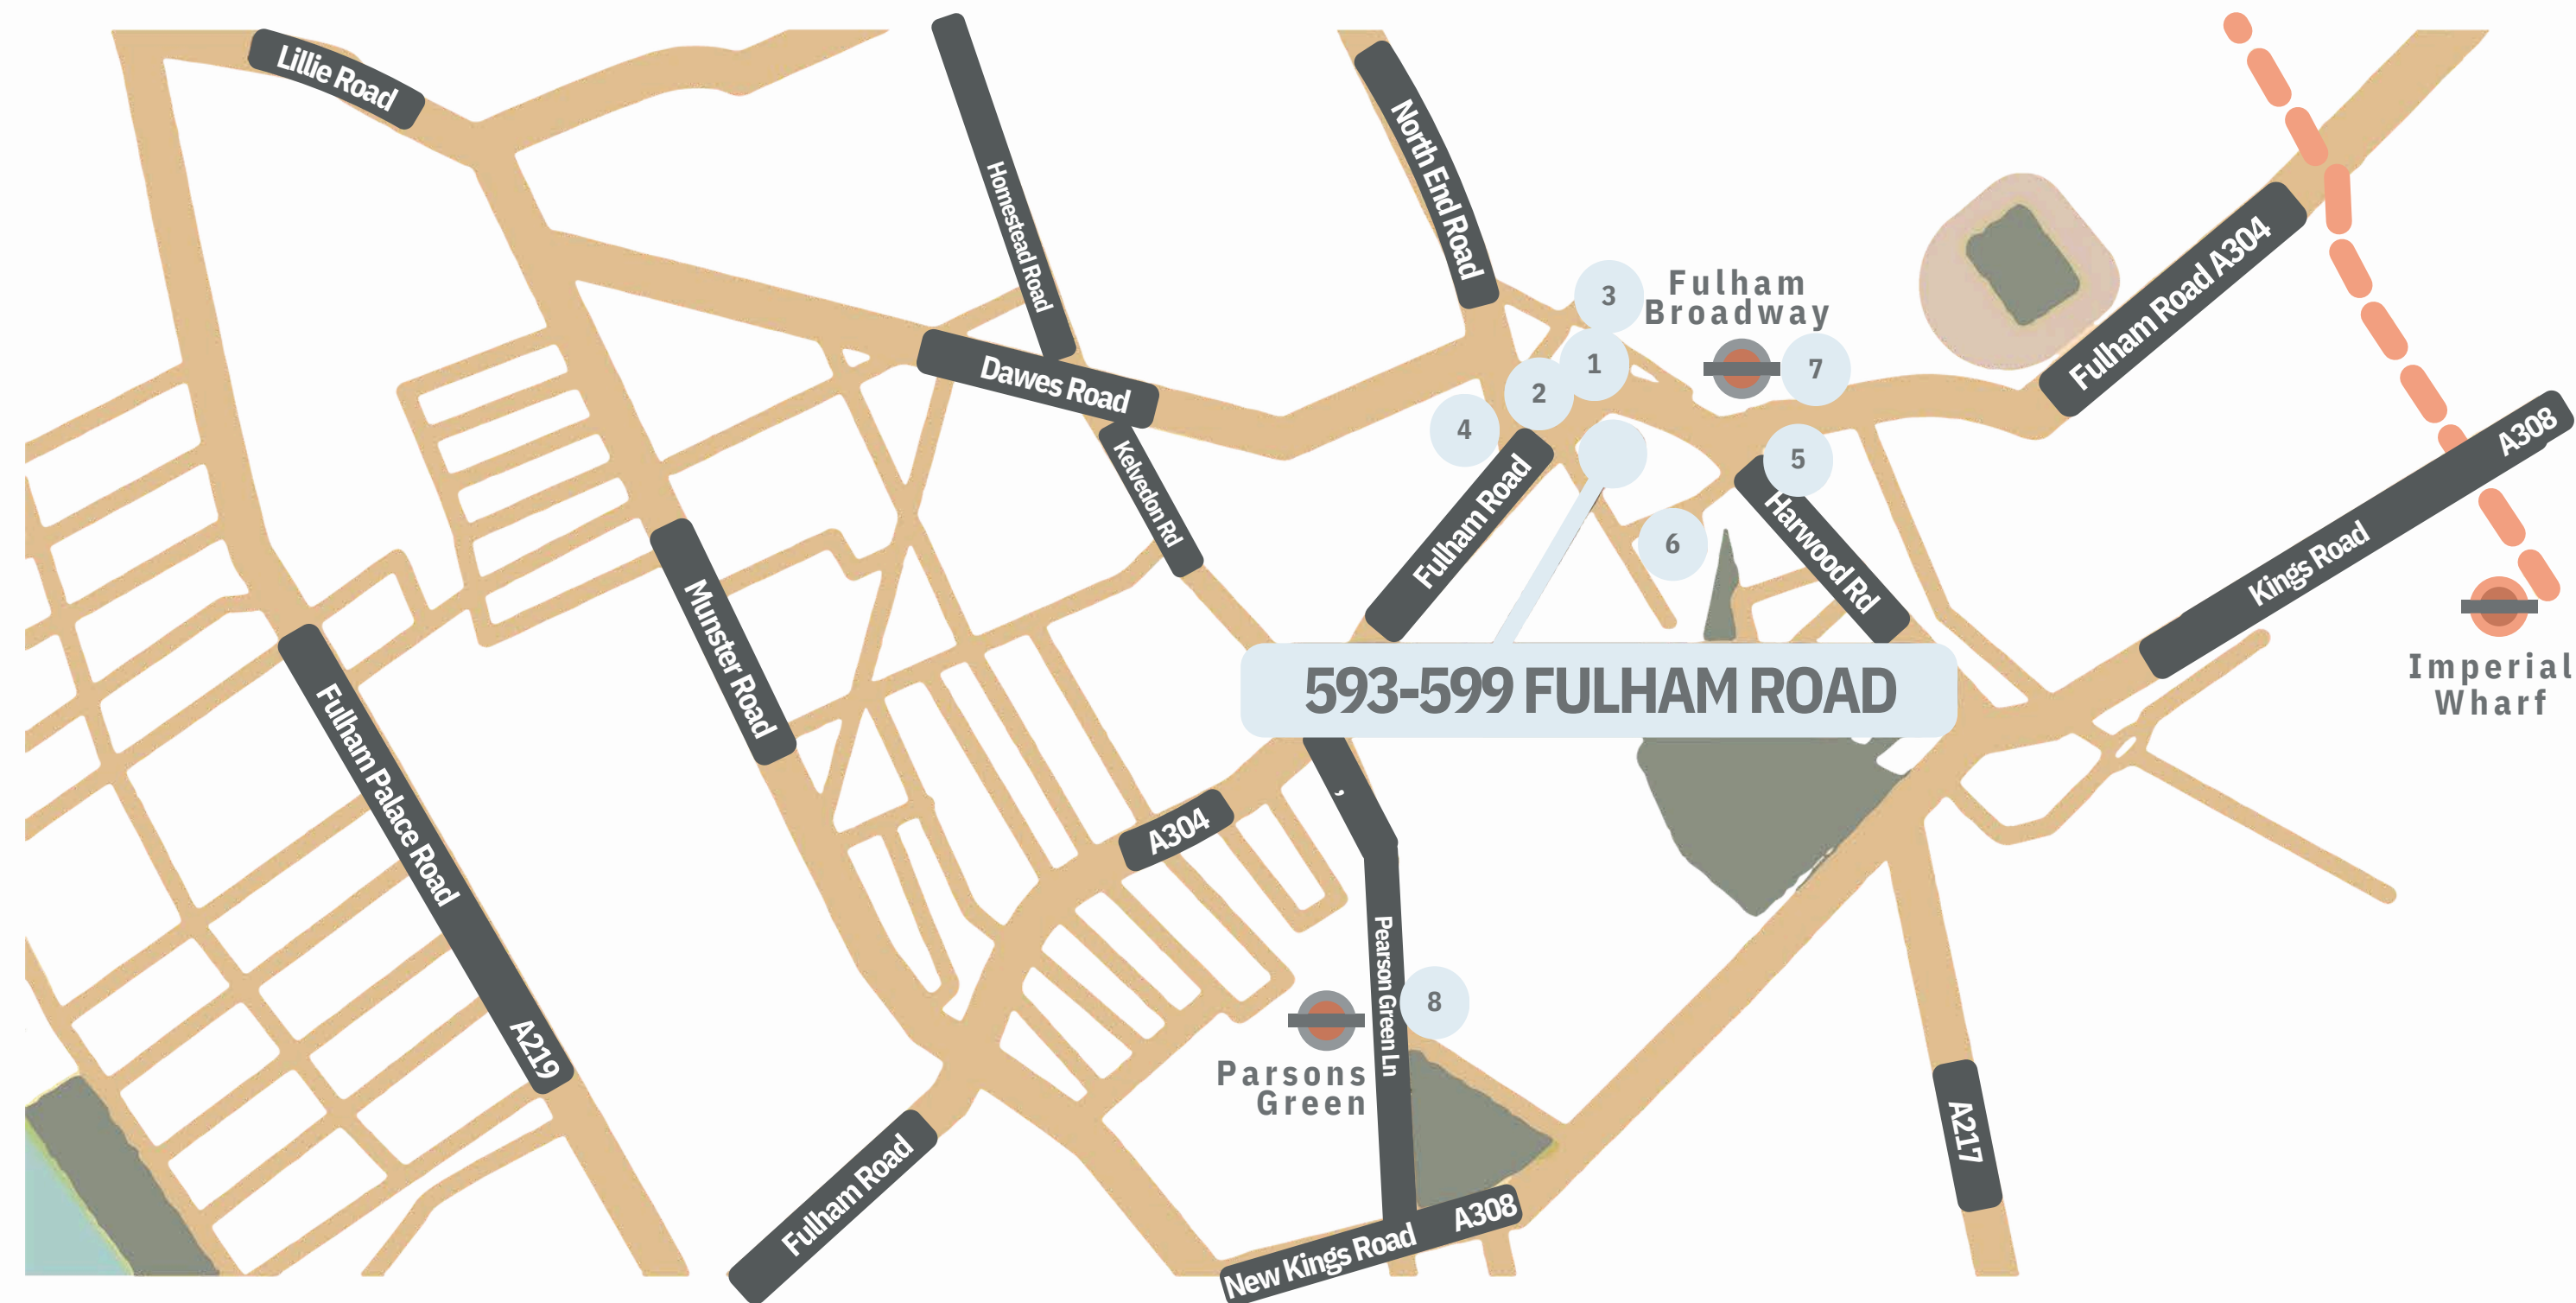 Lillie Road
Homestead Road
North End Road
Fulham
Broadway
3
1
2
4
7
5
6
Fulham Road A304
Dawes Road
Kelvedon Rd
Fulham Road
Harwood Rd
Kings Road
A308
Imperial
Wharf
Munster Road
593-599 FULHAM ROAD
Fulham Palace Road
A219
A304
,
Pearson Green Ln
8
Parsons
Green
A217
Fulham Road
New Kings Road
A308